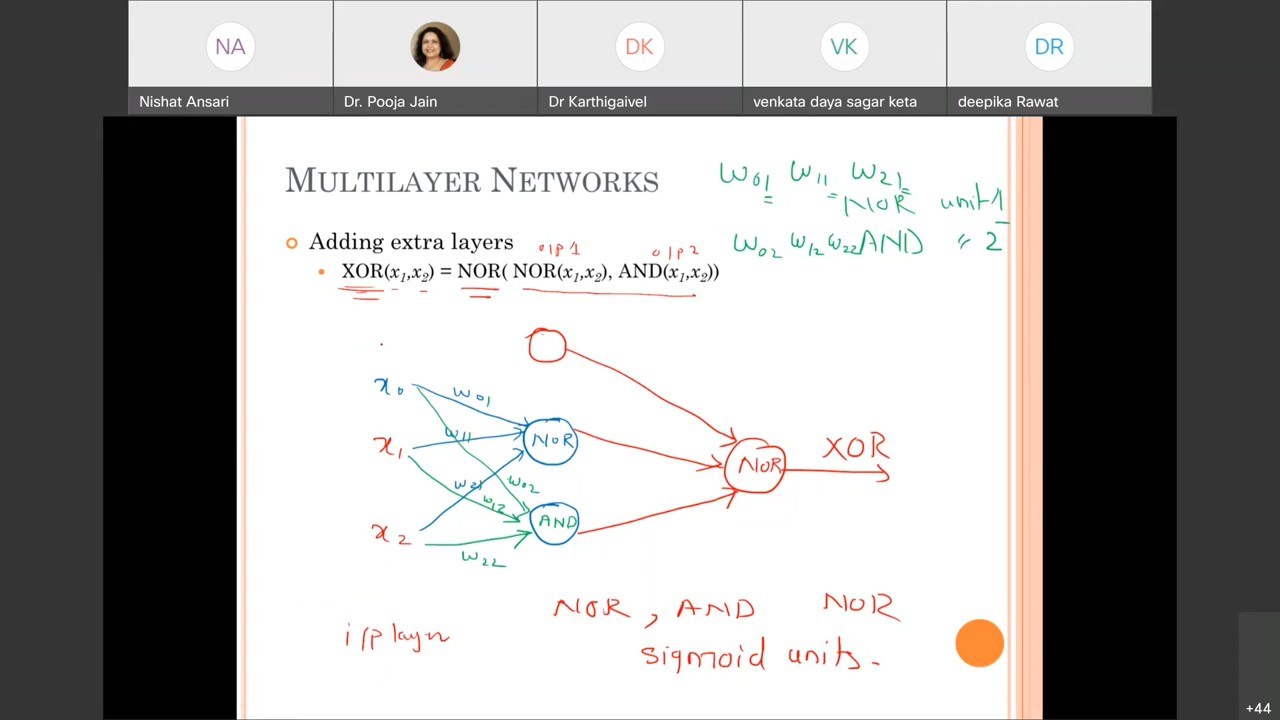 NA DK VK DR
Nishat Ansari Dr. Pooja Jain Dr Karthigaivel venkata daya sagar keta deepika Rawat
MULTILAYER NETWORKS
w01 w11 w21
NOR unit 1
Adding extra layers
o/p 1 o/p 2
w02 w12 w22 AND " 2
XOR(x1,x2) = NOR( NOR(x1,x2), AND(x1,x2))
x0 w01
x1 w11 NOR NOR XOR
w21 w02
w12
x2 AND
w22
NOR, AND NOR
i/p layer
sigmoid units.
+44